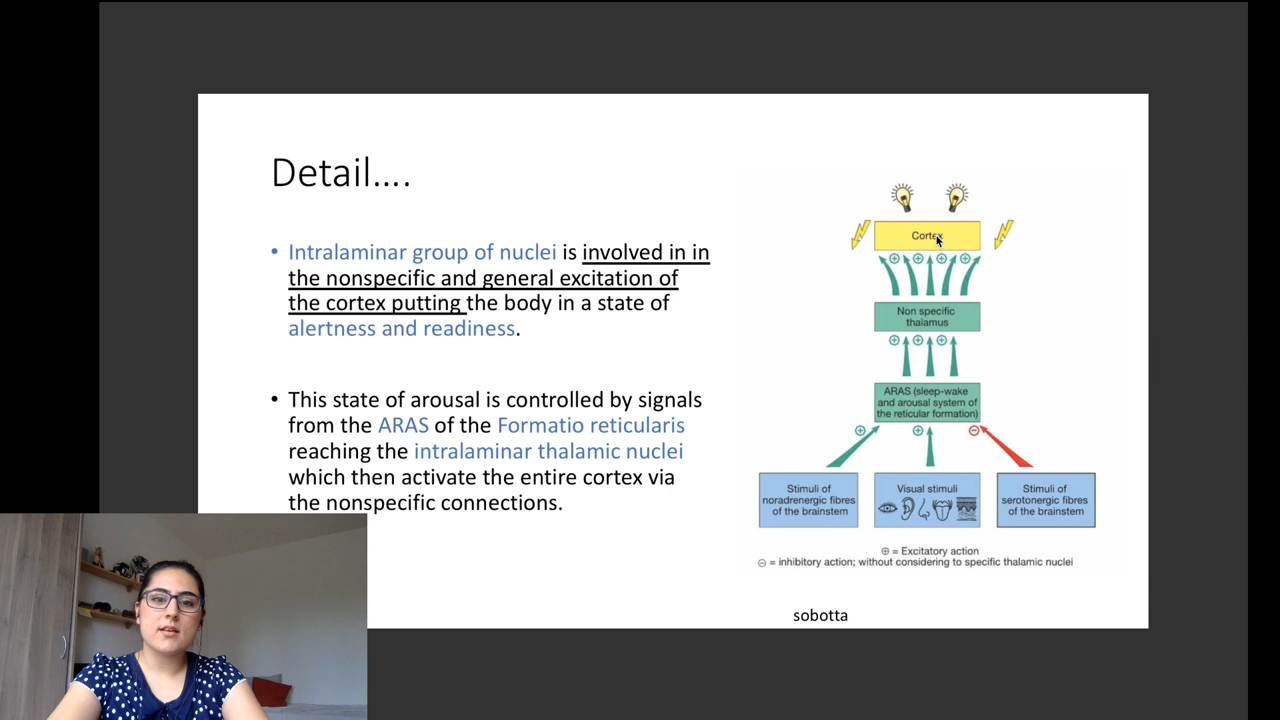 Detail....
• Intralaminar group of nuclei is involved in in
the nonspecific and general excitation of
the cortex putting the body in a state of
alertness and readiness.
• This state of arousal is controlled by signals
from the ARAS of the Formatio reticularis
reaching the intralaminar thalamic nuclei
which then activate the entire cortex via
the nonspecific connections.
Cortex
Non specific
thalamus
ARAS (sleep-wake
and arousal system of
the reticular formation)
Stimuli of
noradrenergic fibres
of the brainstem
Visual stimuli
Stimuli of
serotonergic fibres
of the brainstem
⊕ = Excitatory action
⊖ = inhibitory action; without considering to specific thalamic nuclei
sobotta